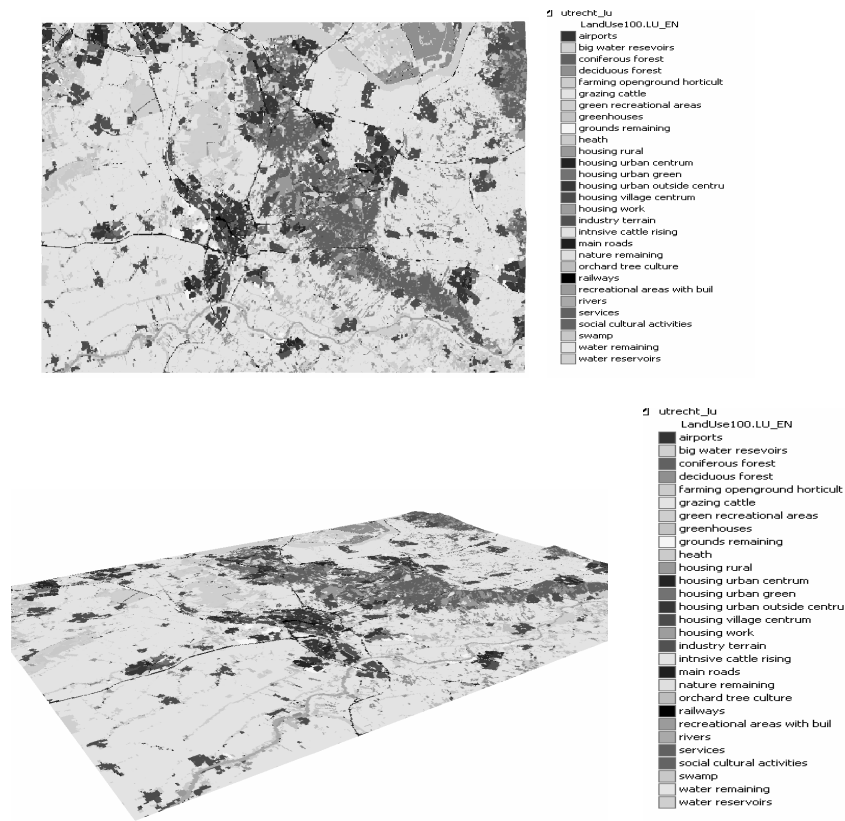 utrecht_lu
LandUse100.LU_EN
airports
big water resevoirs
coniferous forest
deciduous forest
farming openground horticult
grazing cattle
green recreational areas
greenhouses
grounds remaining
heath
housing rural
housing urban centrum
housing urban green
housing urban outside centru
housing village centrum
housing work
industry terrain
intnsive cattle rising
main roads
nature remaining
orchard tree culture
railways
recreational areas with buil
rivers
services
social cultural activities
swamp
water remaining
water reservoirs
utrecht_lu
LandUse100.LU_EN
airports
big water resevoirs
coniferous forest
deciduous forest
farming openground horticult
grazing cattle
green recreational areas
greenhouses
grounds remaining
heath
housing rural
housing urban centrum
housing urban green
housing urban outside centru
housing village centrum
housing work
industry terrain
intnsive cattle rising
main roads
nature remaining
orchard tree culture
railways
recreational areas with buil
rivers
services
social cultural activities
swamp
water remaining
water reservoirs